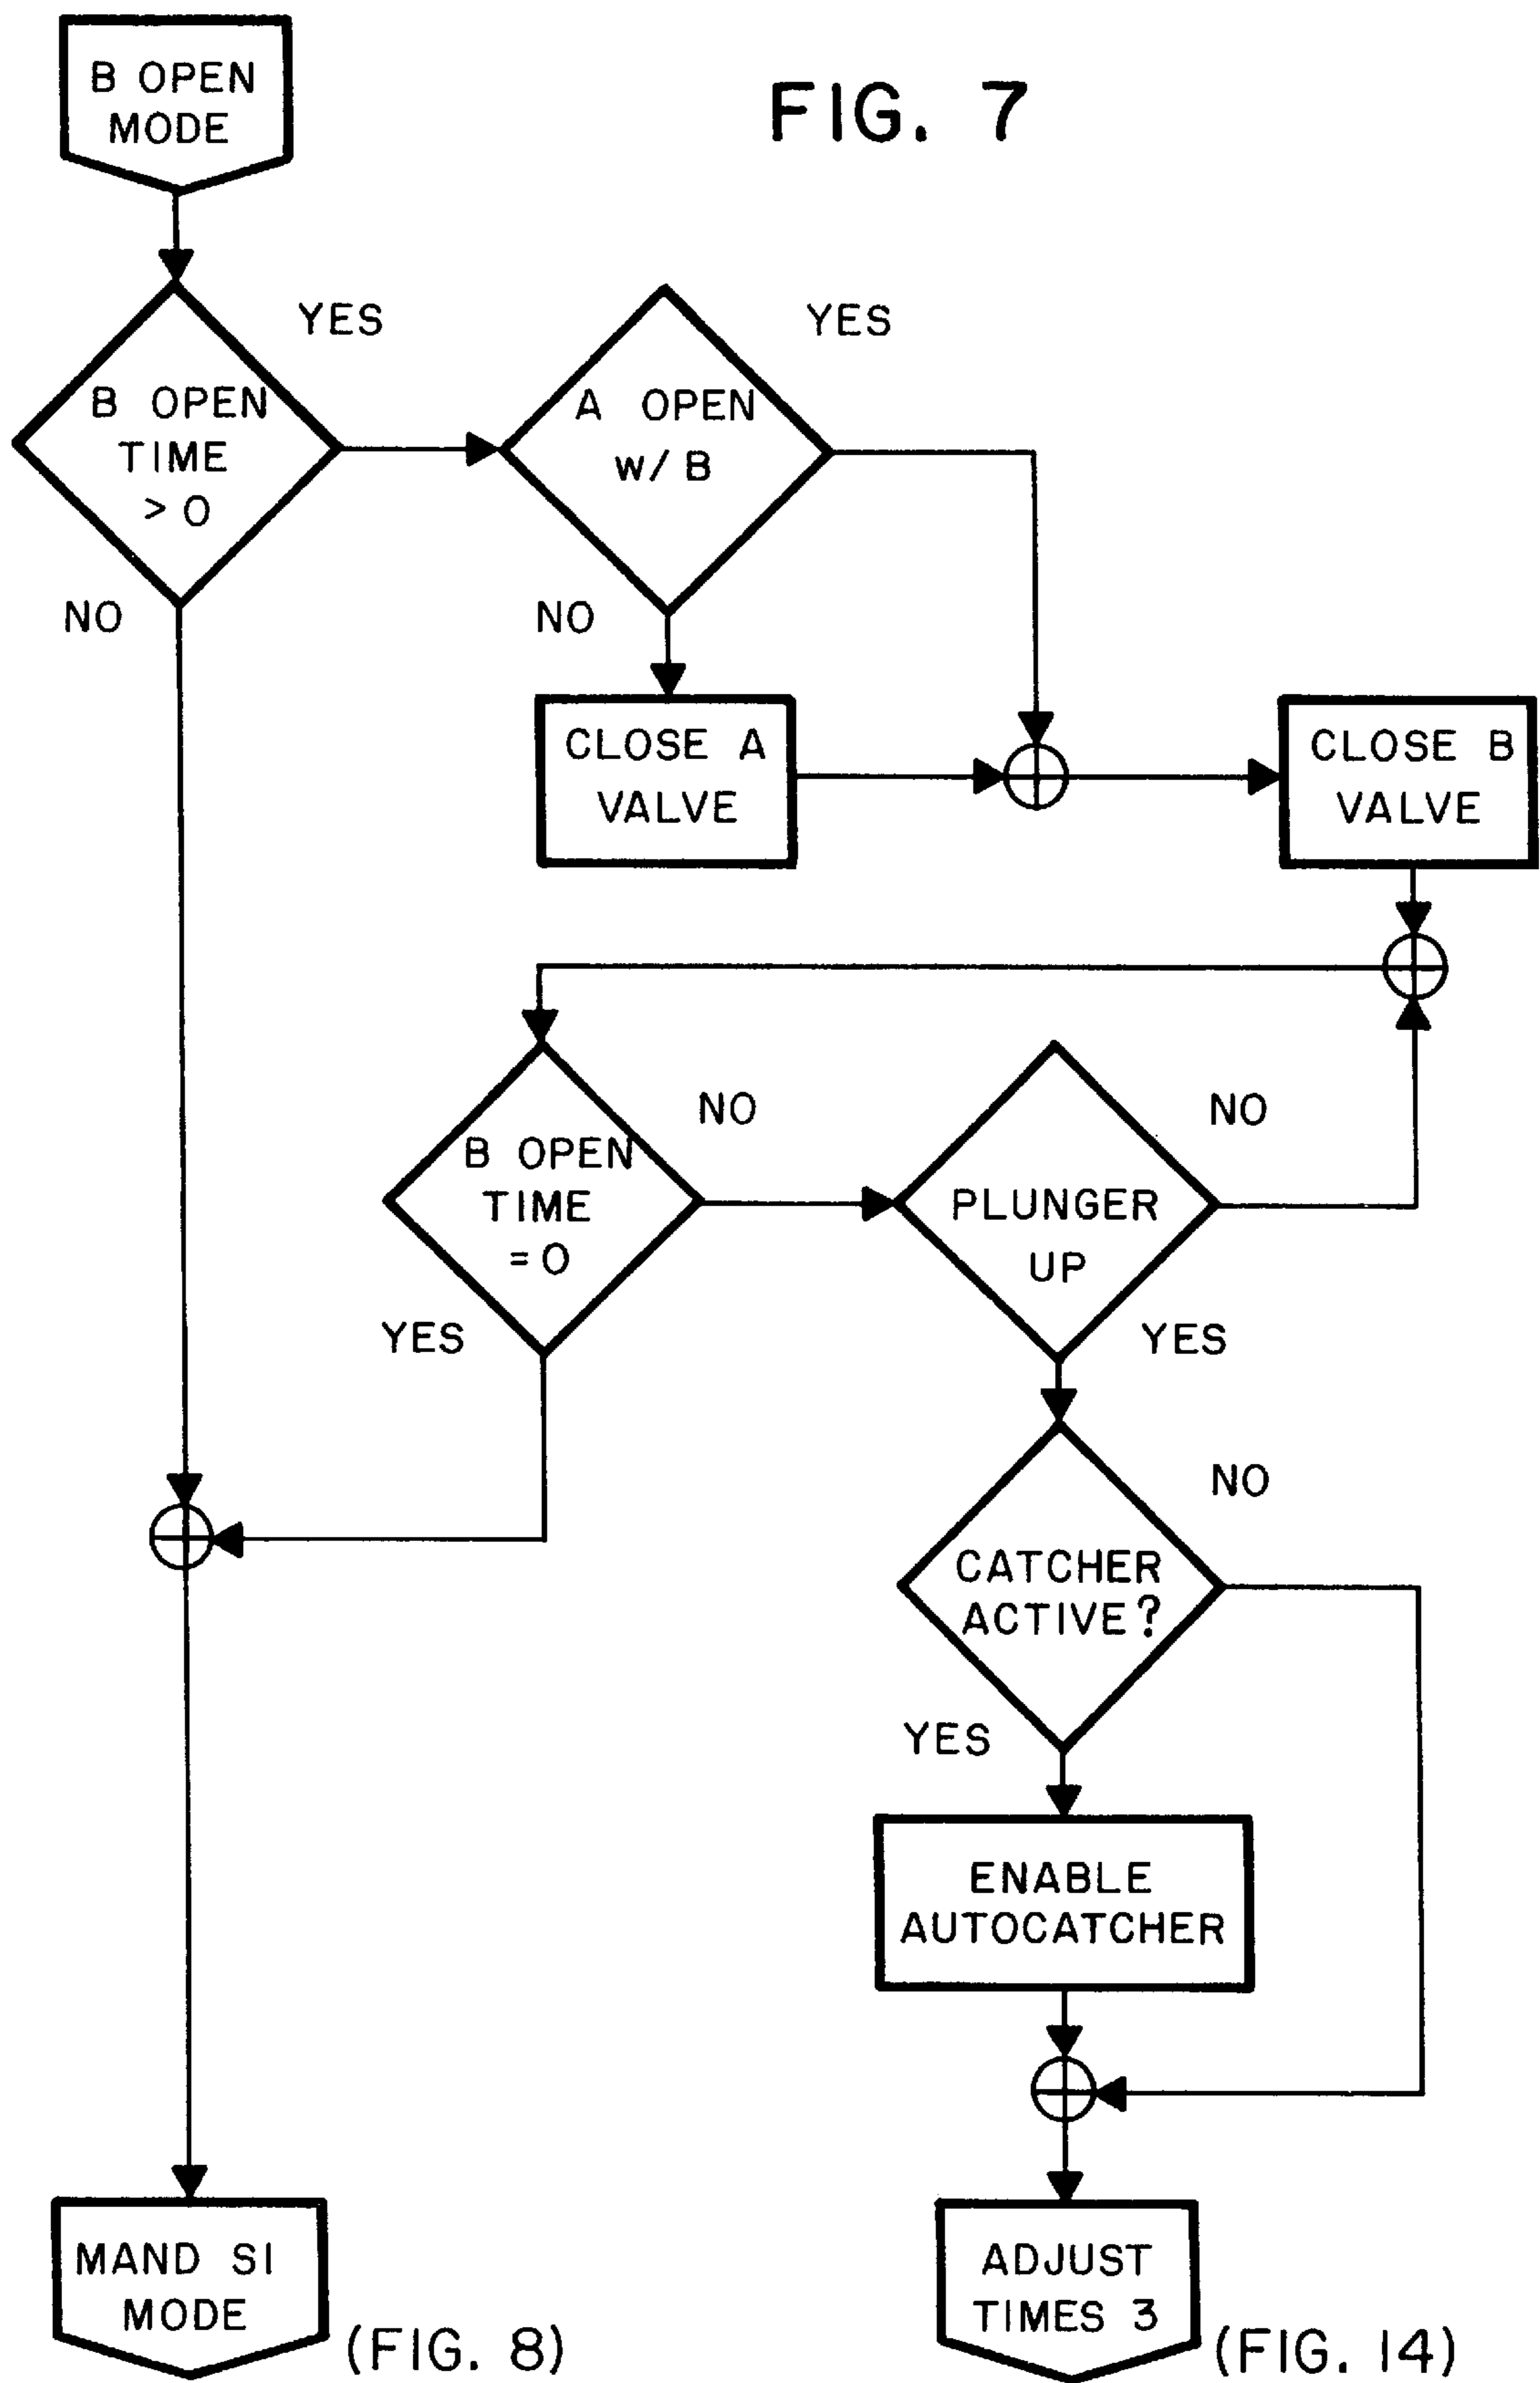 B OPEN
MODE
FIG. 7
YES
YES
B OPEN
TIME
> 0
A OPEN
W/ B
NO
NO
CLOSE A
VALVE
CLOSE B
VALVE
NO
NO
B OPEN
TIME
= 0
PLUNGER
UP
YES
YES
NO
CATCHER
ACTIVE?
YES
ENABLE
AUTOCATCHER
MAND SI
MODE
(FIG. 8)
ADJUST
TIMES 3
(FIG. 14)